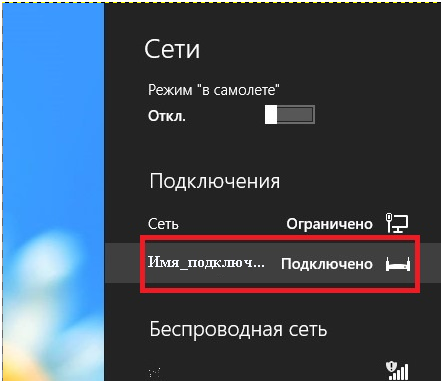 Сети
Режим "в самолете"
Откл.
Подключения
Сеть Ограничено
Имя_подключ... Подключено
Беспроводная сеть